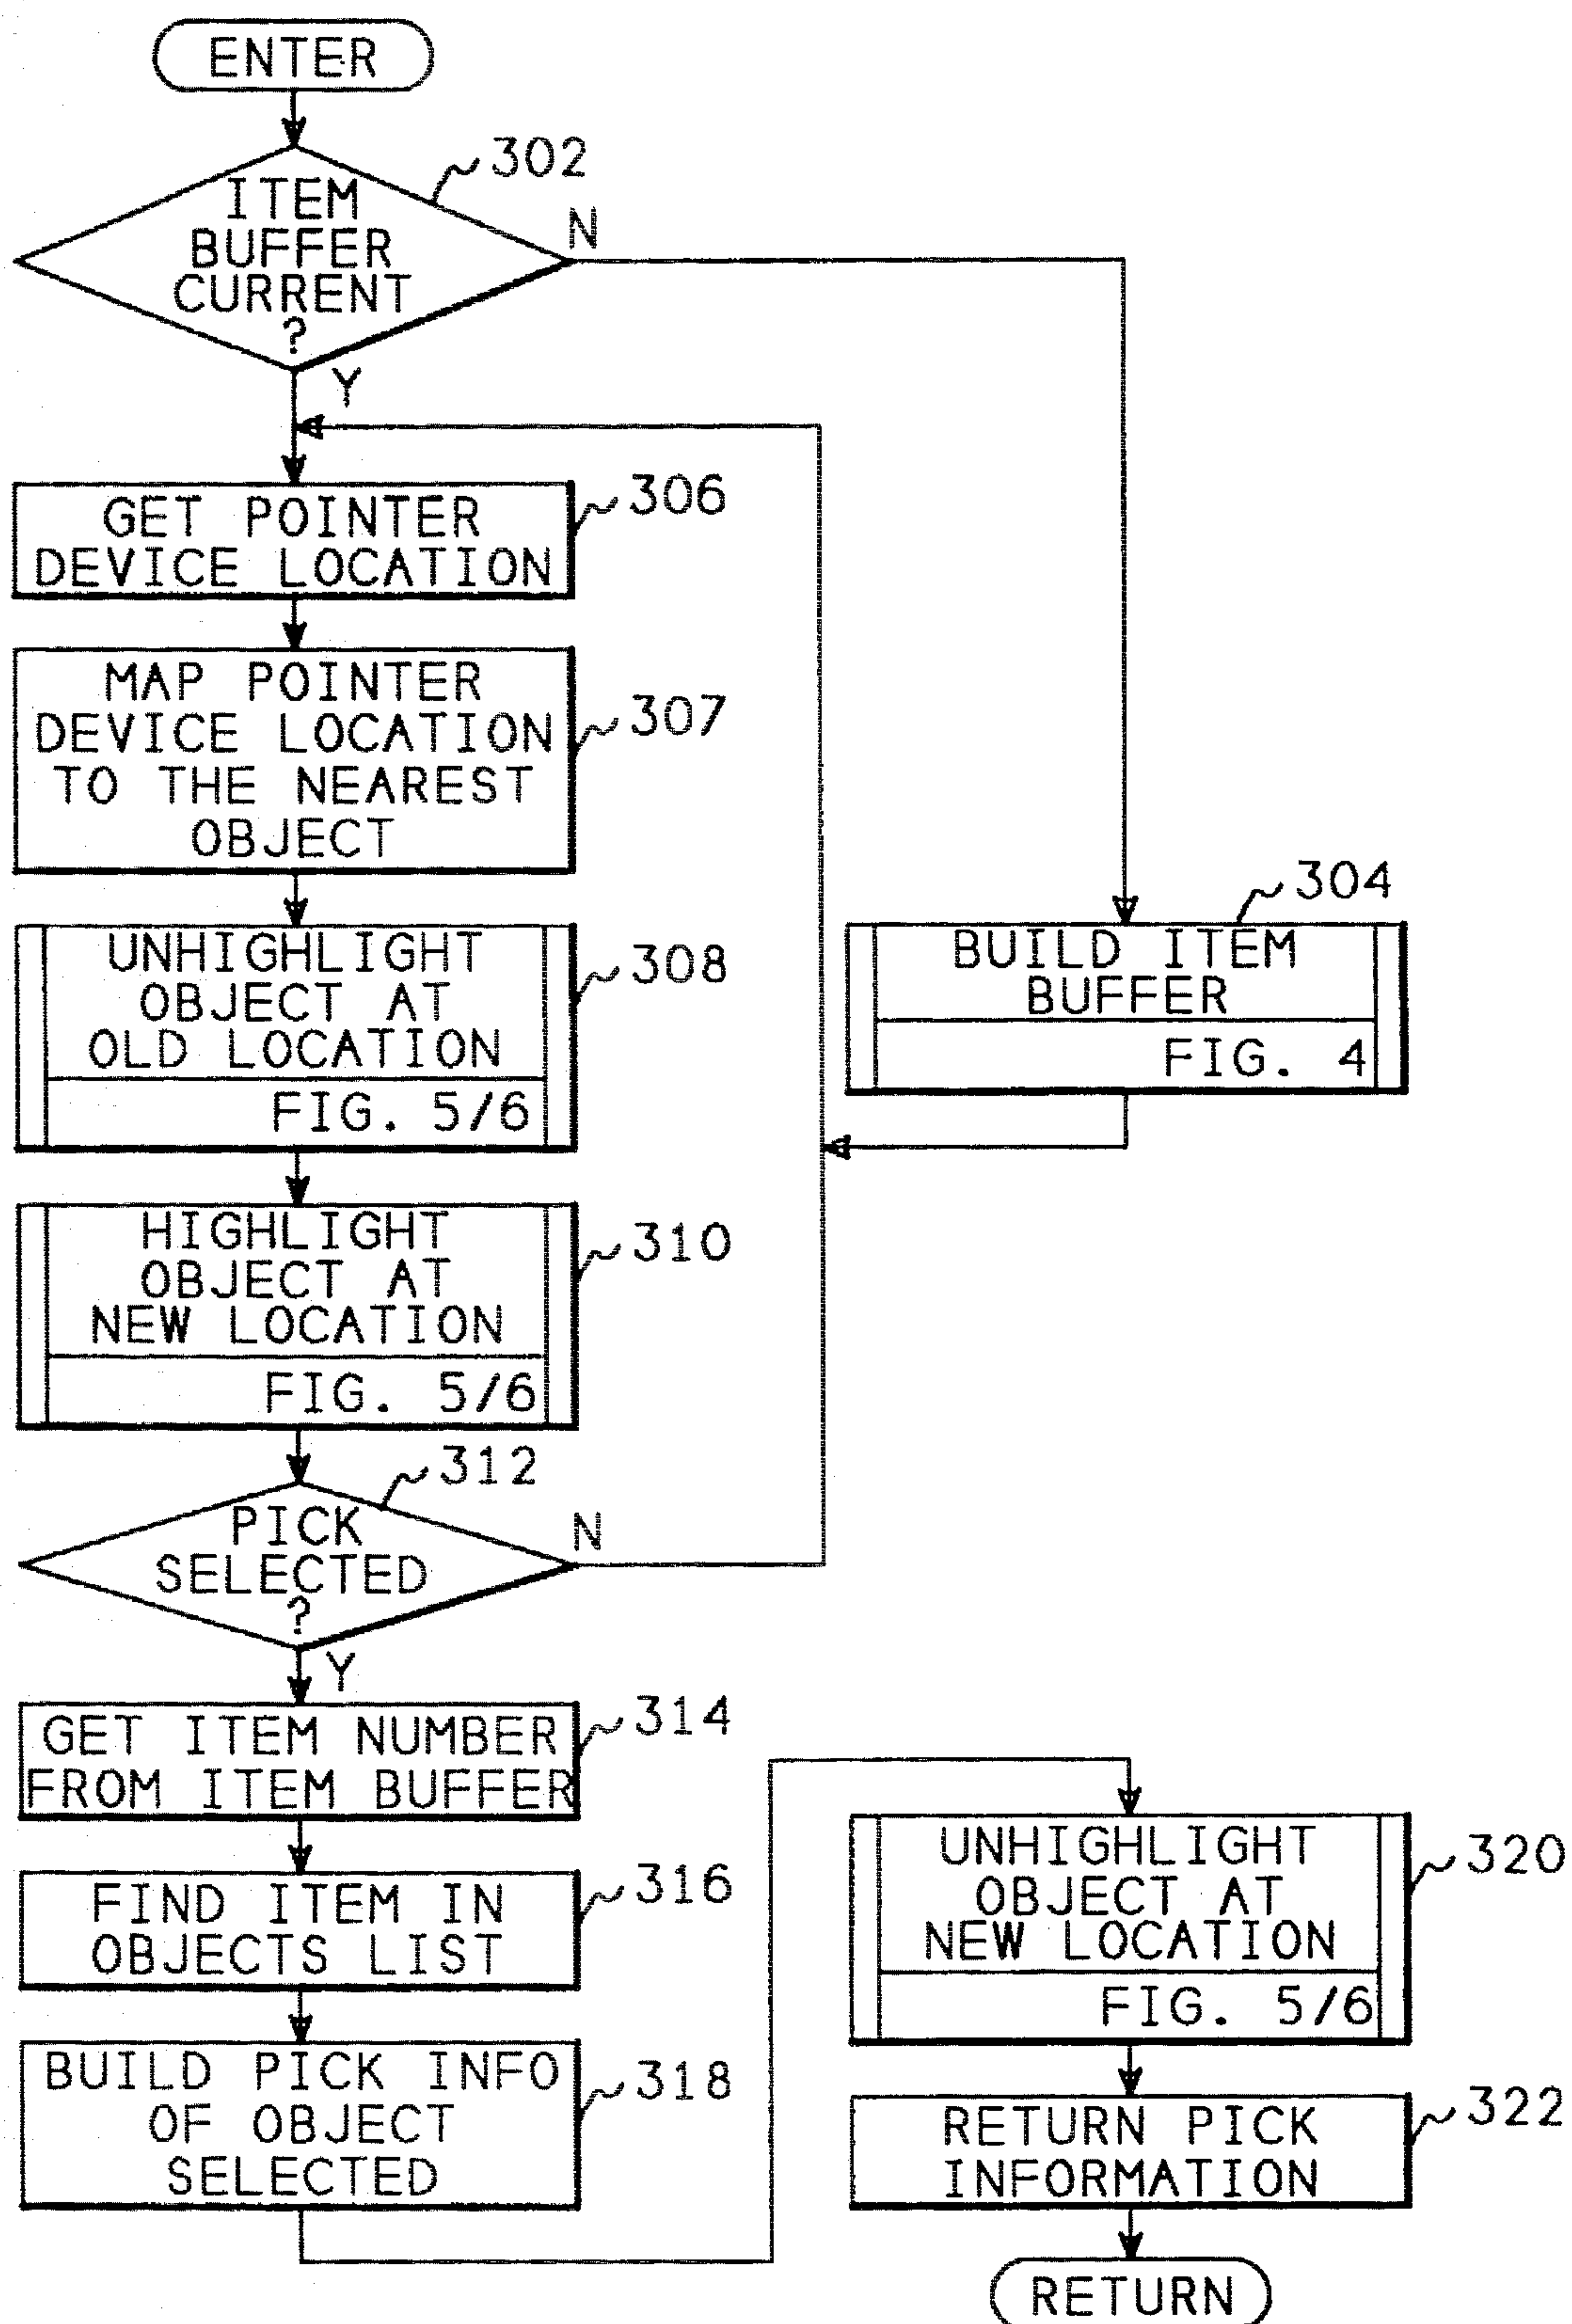 ENTER
302
ITEM
BUFFER
CURRENT
?
N
Y
GET POINTER
DEVICE LOCATION
306
MAP POINTER
DEVICE LOCATION
TO THE NEAREST
OBJECT
307
UNHIGHLIGHT
OBJECT AT
OLD LOCATION
FIG. 5/6
308
304
BUILD ITEM
BUFFER
FIG. 4
HIGHLIGHT
OBJECT AT
NEW LOCATION
FIG. 5/6
310
312
PICK
SELECTED
?
N
Y
GET ITEM NUMBER
FROM ITEM BUFFER
314
FIND ITEM IN
OBJECTS LIST
316
BUILD PICK INFO
OF OBJECT
SELECTED
318
UNHIGHLIGHT
OBJECT AT
NEW LOCATION
FIG. 5/6
320
RETURN PICK
INFORMATION
322
RETURN